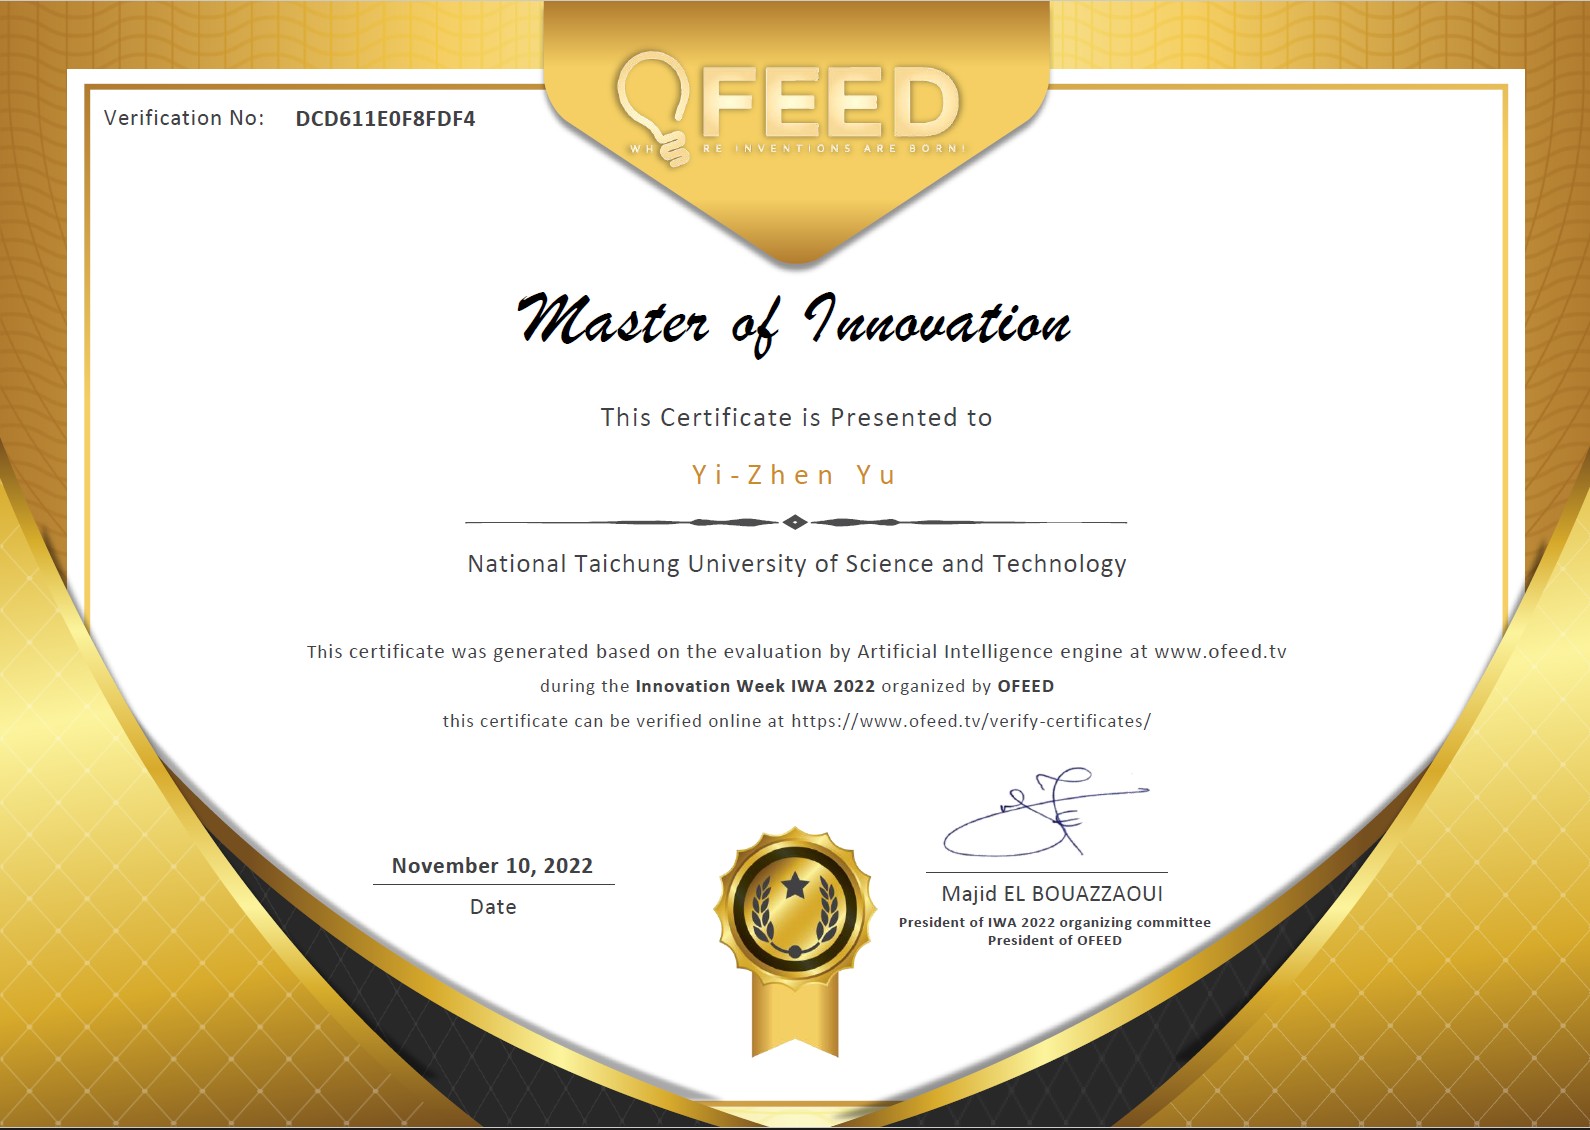 Verification No: DCD611E0F8FDF4
OFEED
WHERE INVENTIONS ARE BORN!
Master of Innovation
This Certificate is Presented to
Yi-Zhen Yu
National Taichung University of Science and Technology
This certificate was generated based on the evaluation by Artificial Intelligence engine at www.ofeed.tv
during the Innovation Week IWA 2022 organized by OFEED
this certificate can be verified online at https://www.ofeed.tv/verify-certificates/
November 10, 2022
Date
Majid EL BOUAZZAOUI
President of IWA 2022 organizing committee
President of OFEED